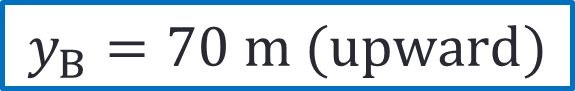 y_B = 70 m (upward)